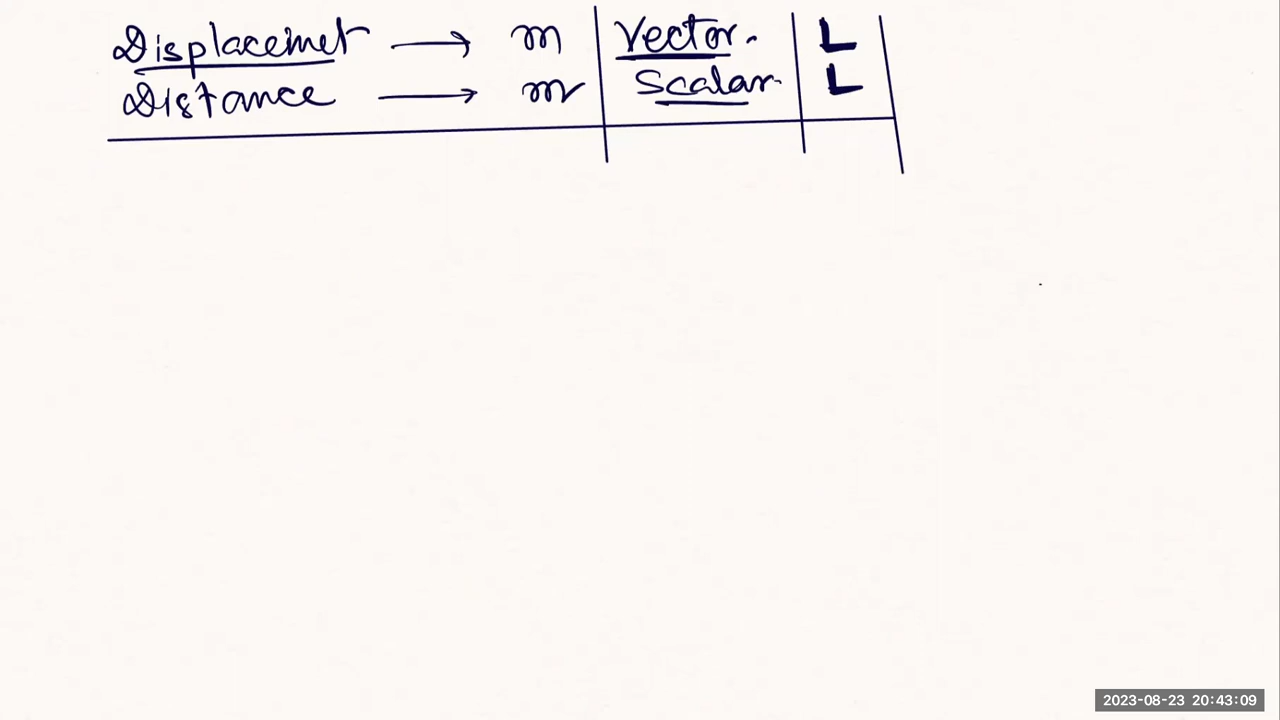 Displacemet → m | Vector. | L
Distance → m | Scalar. | L
2023-08-23 20:43:09